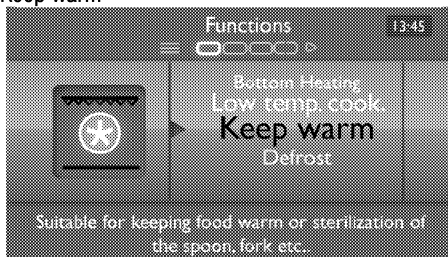 Keep warm
Functions
13:45
Bottom Heating
Low temp. cook.
Keep warm
Defrost
Suitable for keeping food warm or sterilization of
the spoon, fork etc..